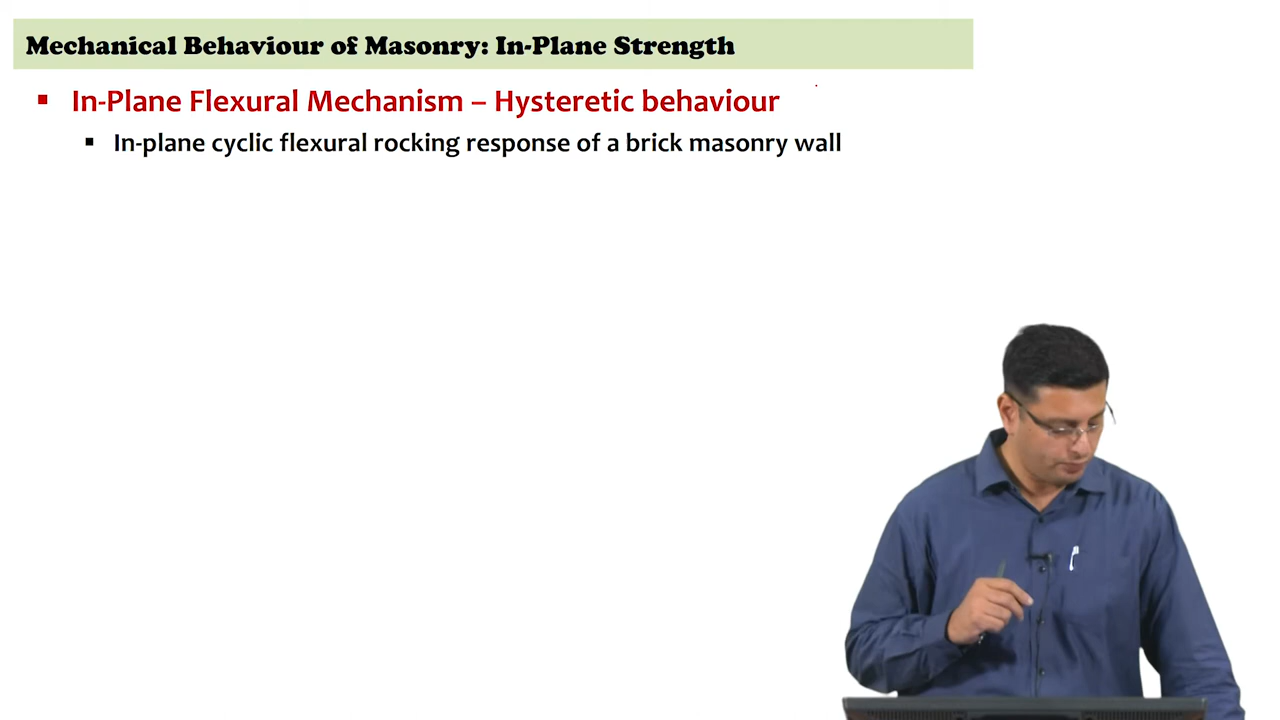 Mechanical Behaviour of Masonry: In-Plane Strength
In-Plane Flexural Mechanism – Hysteretic behaviour
In-plane cyclic flexural rocking response of a brick masonry wall